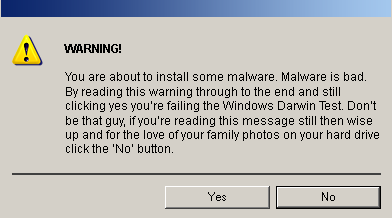 WARNING!
You are about to install some malware. Malware is bad.
By reading this warning through to the end and still
clicking yes you're failing the Windows Darwin Test. Don't
be that guy, if you're reading this message still then wise
up and for the love of your family photos on your hard drive
click the 'No' button.
Yes No